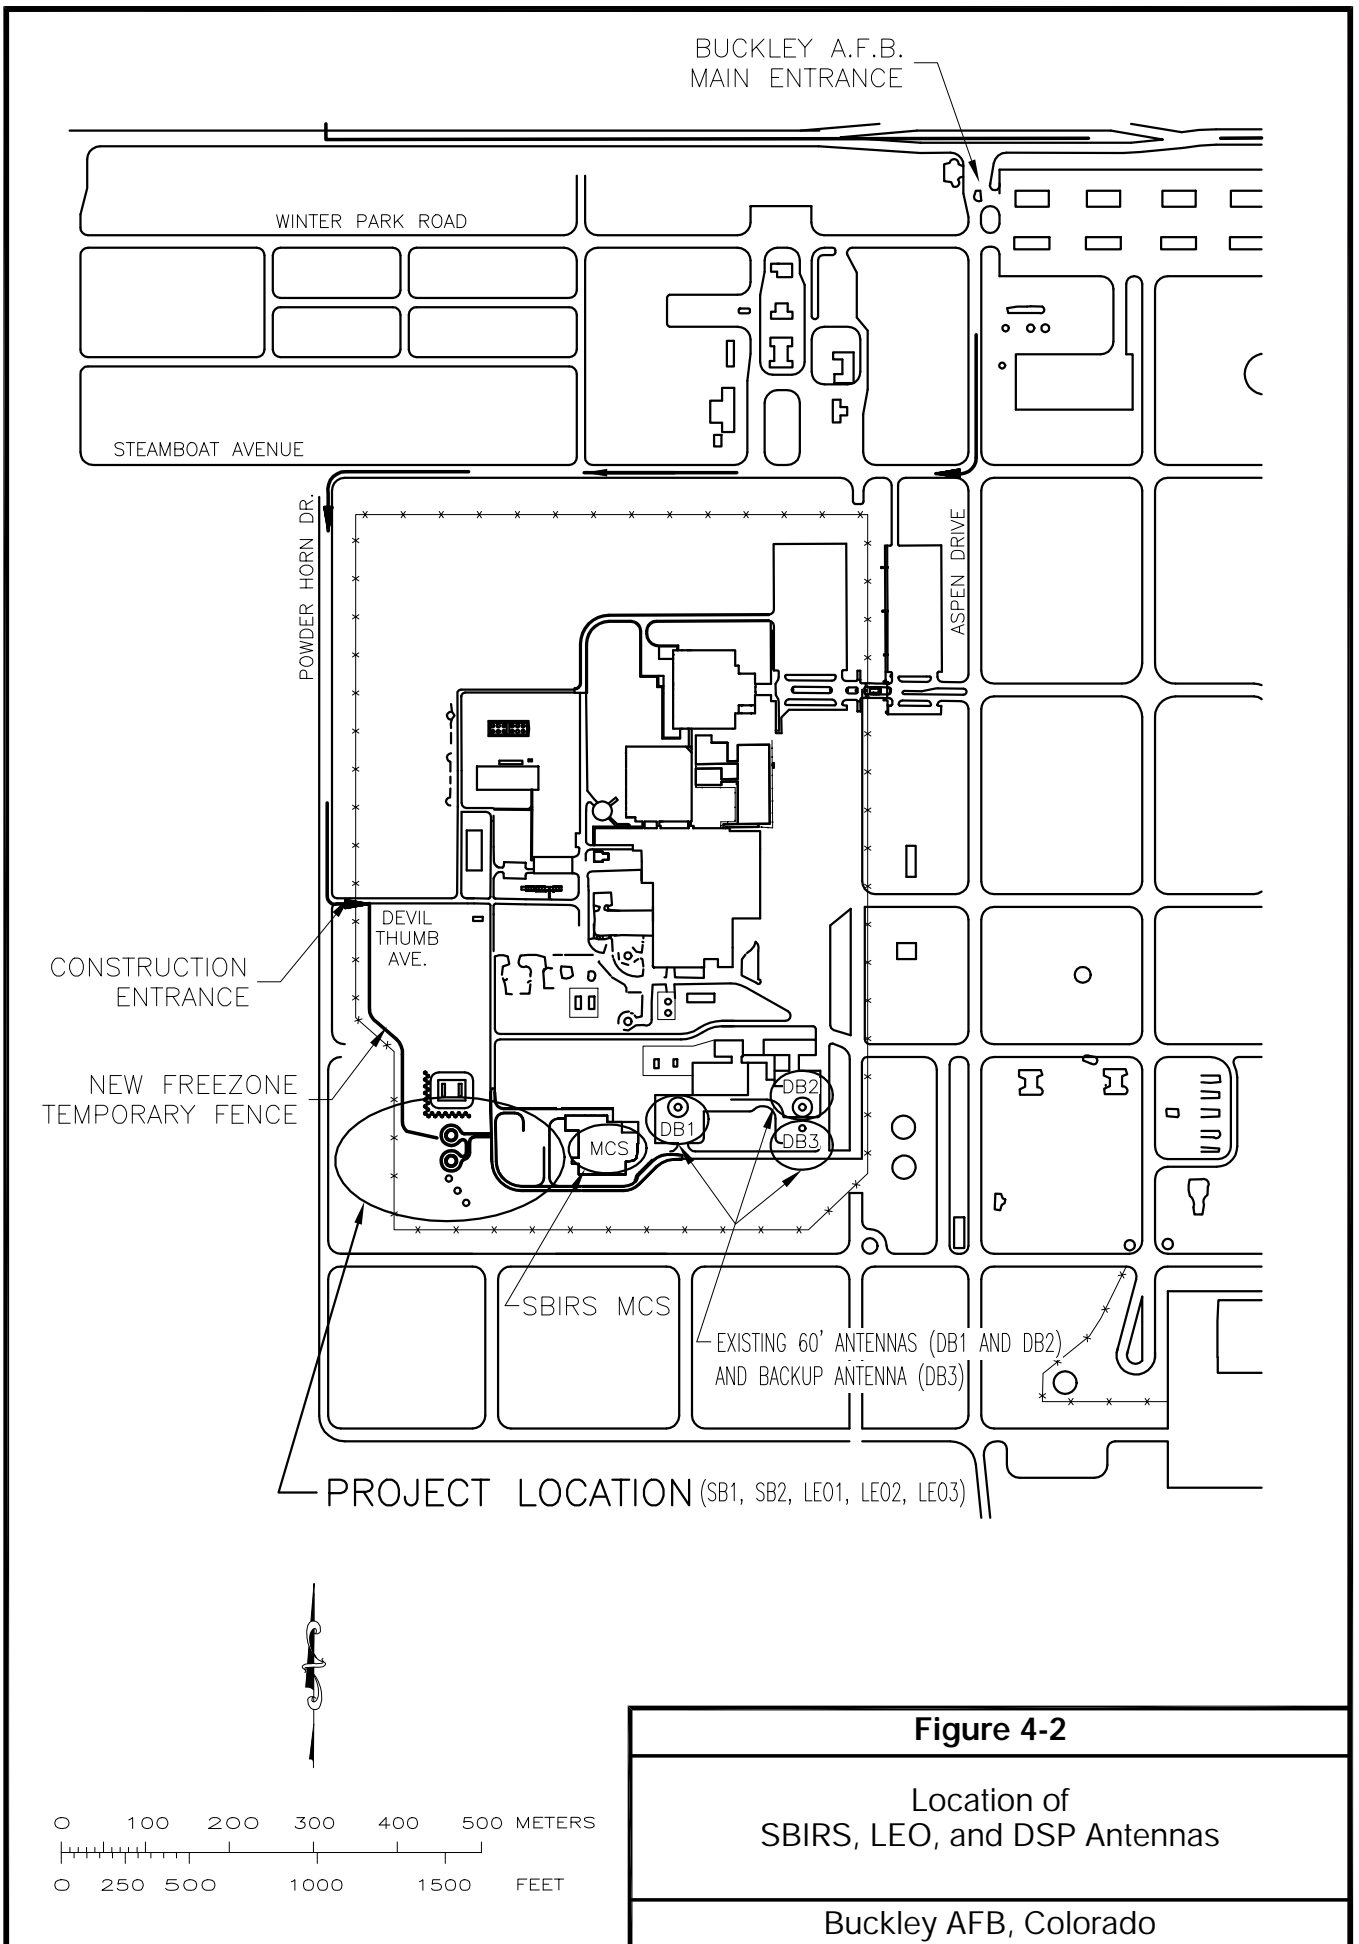 BUCKLEY A.F.B.
MAIN ENTRANCE
WINTER PARK ROAD
STEAMBOAT AVENUE
POWDER HORN DR.
ASPEN DRIVE
DEVIL
THUMB
AVE.
CONSTRUCTION
ENTRANCE
NEW FREEZONE
TEMPORARY FENCE
DB2
DB1
DB3
MCS
SBIRS MCS
EXISTING 60' ANTENNAS (DB1 AND DB2)
AND BACKUP ANTENNA (DB3)
PROJECT LOCATION (SB1, SB2, LEO1, LEO2, LEO3)
0 100 200 300 400 500 METERS
0 250 500 1000 1500 FEET
Figure 4-2
Location of
SBIRS, LEO, and DSP Antennas
Buckley AFB, Colorado